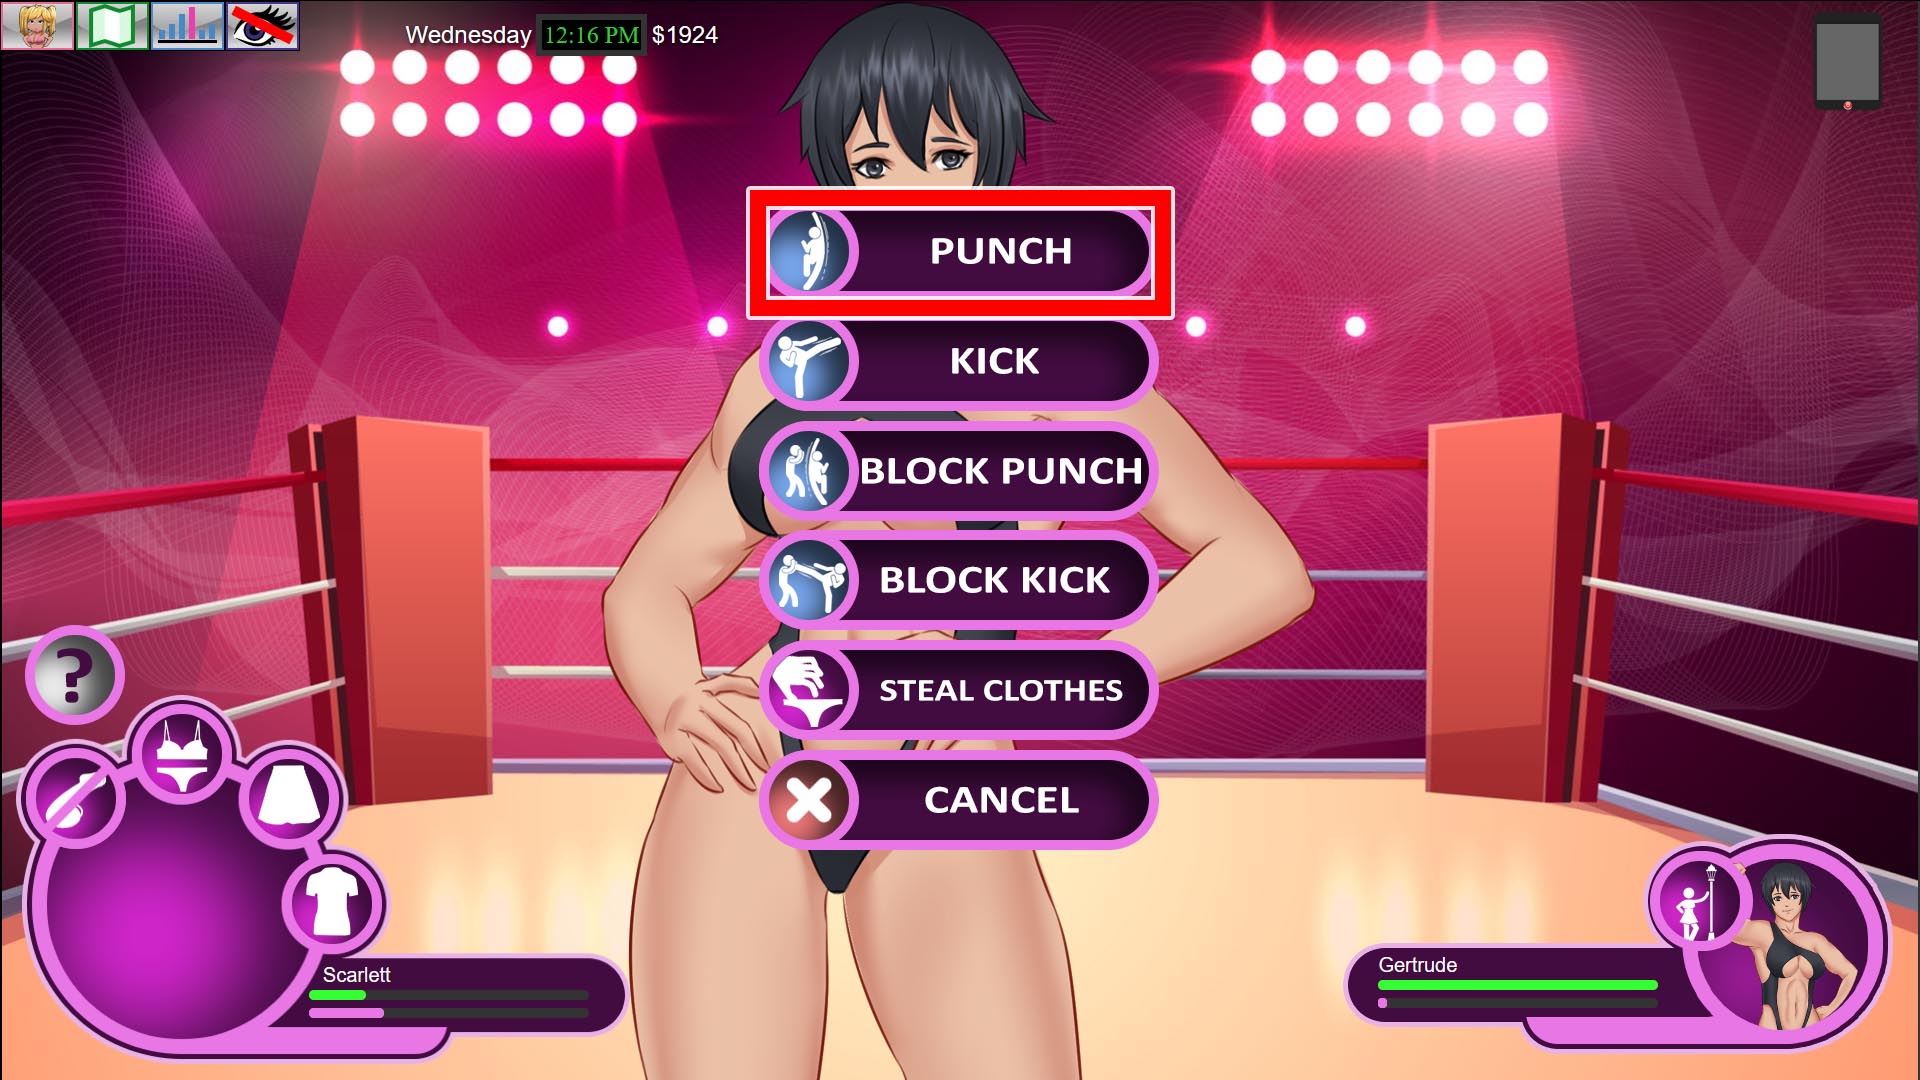 Wednesday 12:16 PM $1924
PUNCH
KICK
BLOCK PUNCH
BLOCK KICK
STEAL CLOTHES
CANCEL
?
Scarlett
Gertrude